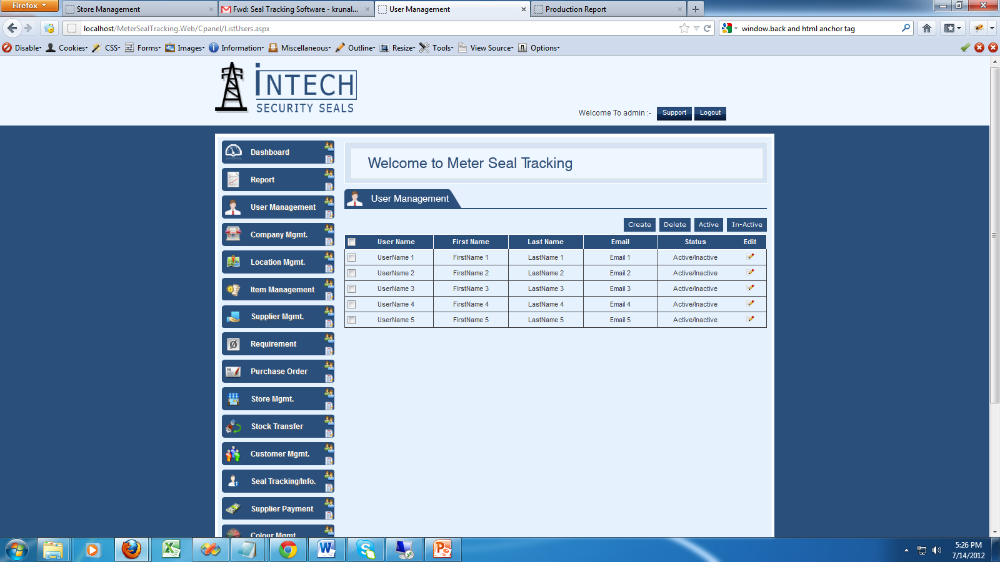 Firefox
Store Management
Fwd: Seal Tracking Software - krunal...
User Management
Production Report
localhost/MeterSealTracking.Web/Cpanel/ListUsers.aspx
window.back and html anchor tag
Disable Cookies CSS Forms Images Information Miscellaneous Outline Resize Tools View Source Options
INTECH
SECURITY SEALS
Welcome To admin :- Support Logout
Dashboard
Report
User Management
Company Mgmt.
Location Mgmt.
Item Management
Supplier Mgmt.
Requirement
Purchase Order
Store Mgmt.
Stock Transfer
Customer Mgmt.
Seal Tracking/Info.
Supplier Payment
Colour Mgmt.
Welcome to Meter Seal Tracking
User Management
Create Delete Active In-Active
User Name First Name Last Name Email Status Edit
UserName 1 FirstName 1 LastName 1 Email 1 Active/Inactive
UserName 2 FirstName 2 LastName 2 Email 2 Active/Inactive
UserName 3 FirstName 3 LastName 3 Email 3 Active/Inactive
UserName 4 FirstName 4 LastName 4 Email 4 Active/Inactive
UserName 5 FirstName 5 LastName 5 Email 5 Active/Inactive
5:26 PM
7/14/2012